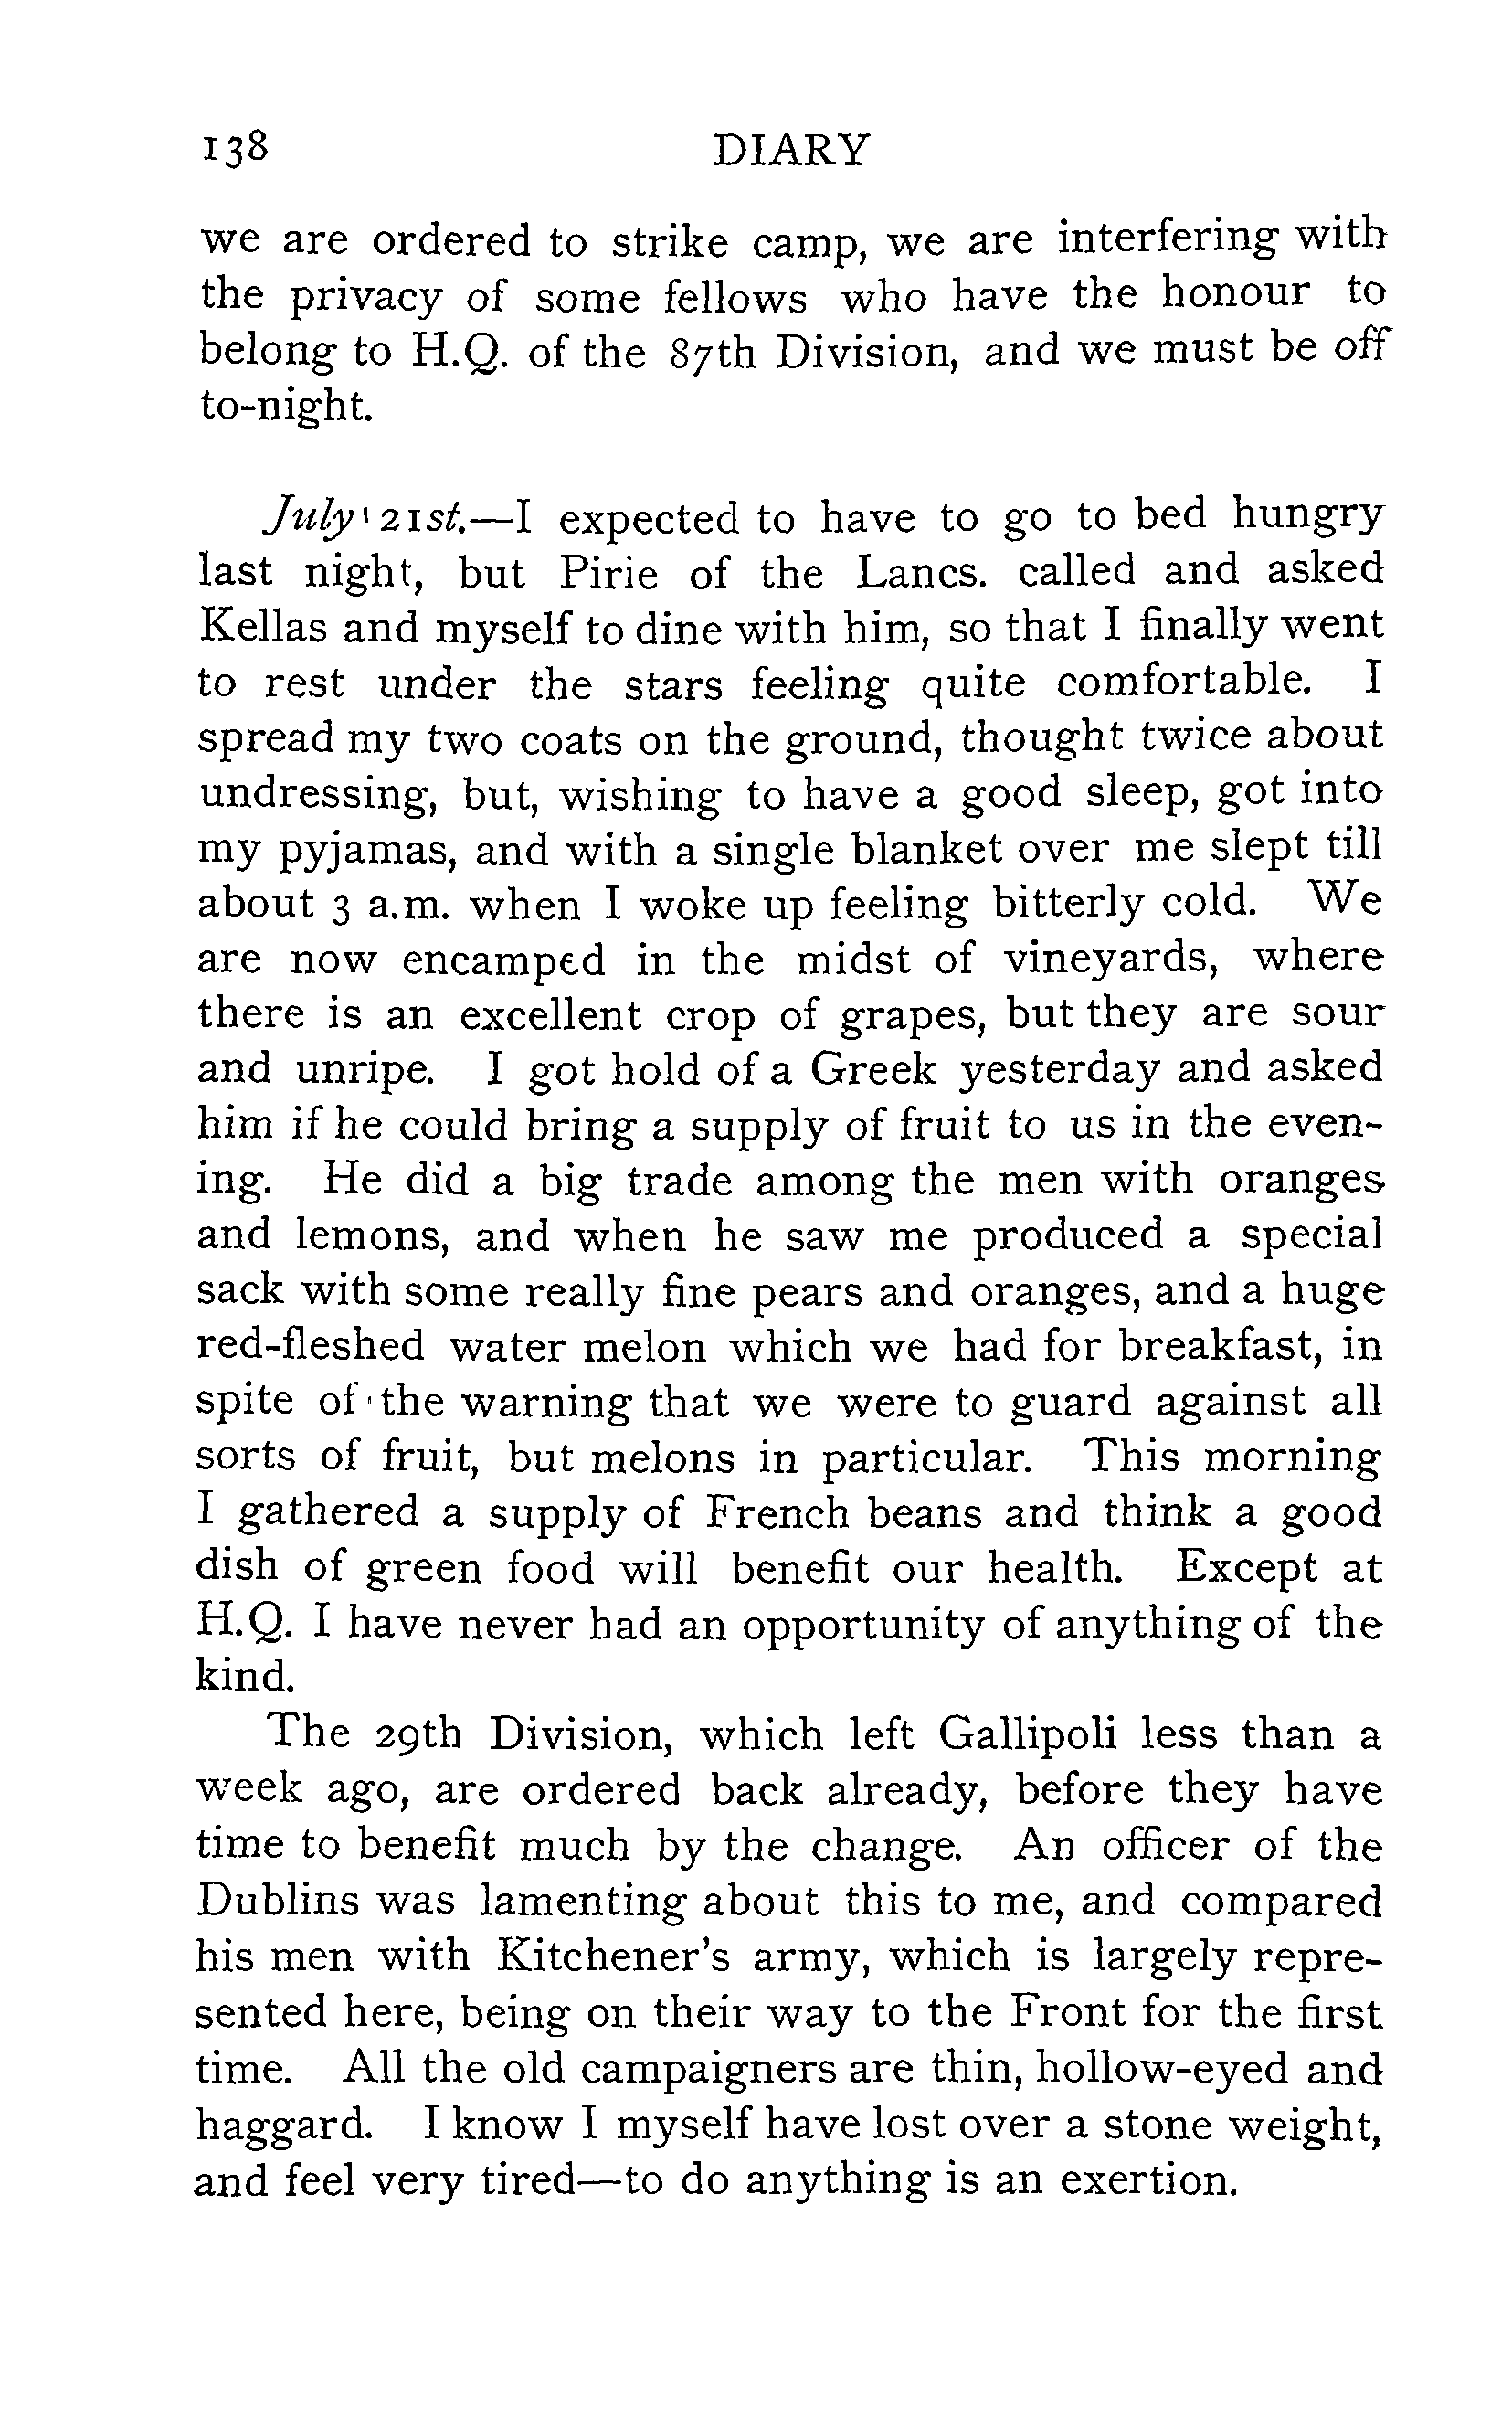 138 DIARY
we are ordered to strike camp, we are interfering with
the privacy of some fellows who have the honour to
belong to H.Q. of the 87th Division, and we must be off
to-night.
July 21st.—I expected to have to go to bed hungry
last night, but Pirie of the Lancs. called and asked
Kellas and myself to dine with him, so that I finally went
to rest under the stars feeling quite comfortable. I
spread my two coats on the ground, thought twice about
undressing, but, wishing to have a good sleep, got into
my pyjamas, and with a single blanket over me slept till
about 3 a.m. when I woke up feeling bitterly cold. We
are now encamped in the midst of vineyards, where
there is an excellent crop of grapes, but they are sour
and unripe. I got hold of a Greek yesterday and asked
him if he could bring a supply of fruit to us in the even-
ing. He did a big trade among the men with oranges
and lemons, and when he saw me produced a special
sack with some really fine pears and oranges, and a huge
red-fleshed water melon which we had for breakfast, in
spite of the warning that we were to guard against all
sorts of fruit, but melons in particular. This morning
I gathered a supply of French beans and think a good
dish of green food will benefit our health. Except at
H.Q. I have never had an opportunity of anything of the
kind.
The 29th Division, which left Gallipoli less than a
week ago, are ordered back already, before they have
time to benefit much by the change. An officer of the
Dublins was lamenting about this to me, and compared
his men with Kitchener's army, which is largely repre-
sented here, being on their way to the Front for the first
time. All the old campaigners are thin, hollow-eyed and
haggard. I know I myself have lost over a stone weight,
and feel very tired—to do anything is an exertion.